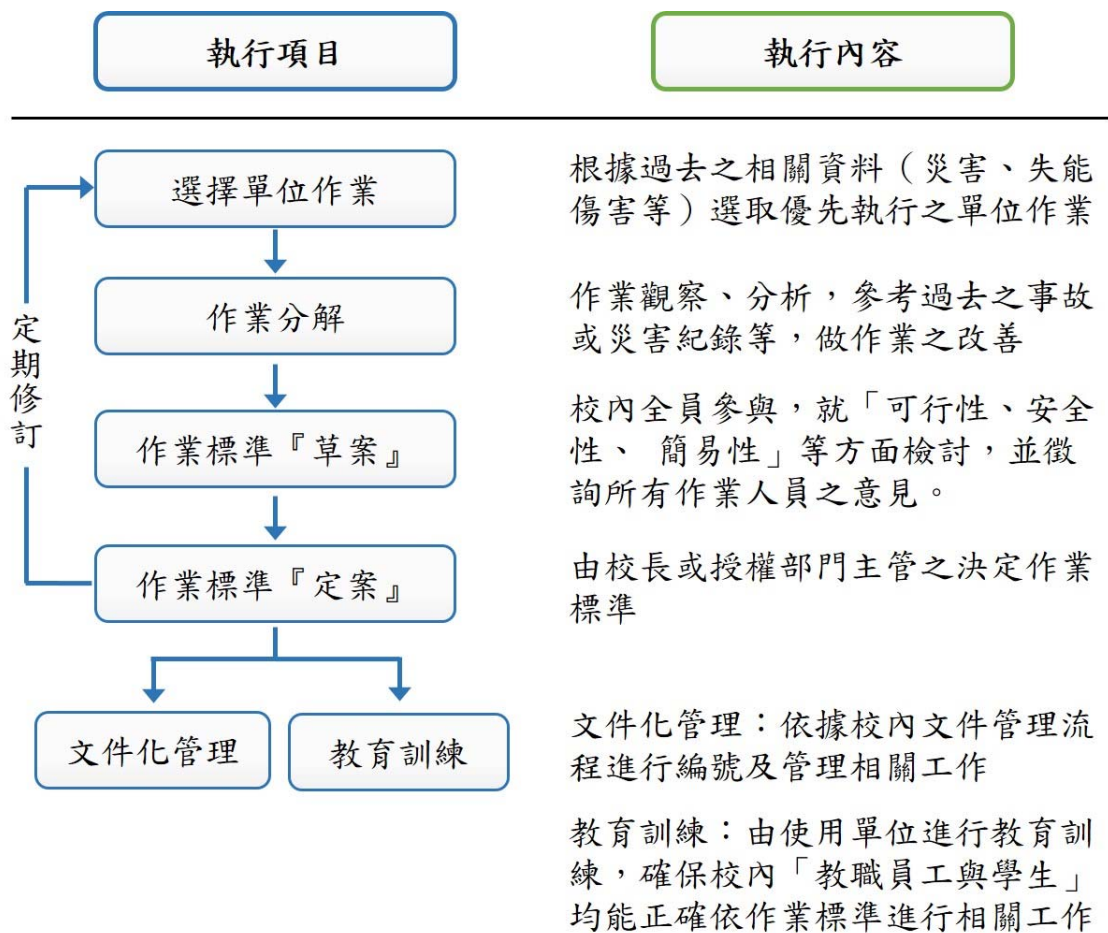 執行項目
執行內容
選擇單位作業
根據過去之相關資料（災害、失能
傷害等）選取優先執行之單位作業
作業分解
作業觀察、分析，參考過去之事故
或災害紀錄等，做作業之改善
定期修訂
作業標準『草案』
校內全員參與，就「可行性、安全
性、 簡易性」等方面檢討，並徵
詢所有作業人員之意見。
作業標準『定案』
由校長或授權部門主管之決定作業
標準
文件化管理
教育訓練
文件化管理：依據校內文件管理流
程進行編號及管理相關工作
教育訓練：由使用單位進行教育訓
練，確保校內「教職員工與學生」
均能正確依作業標準進行相關工作